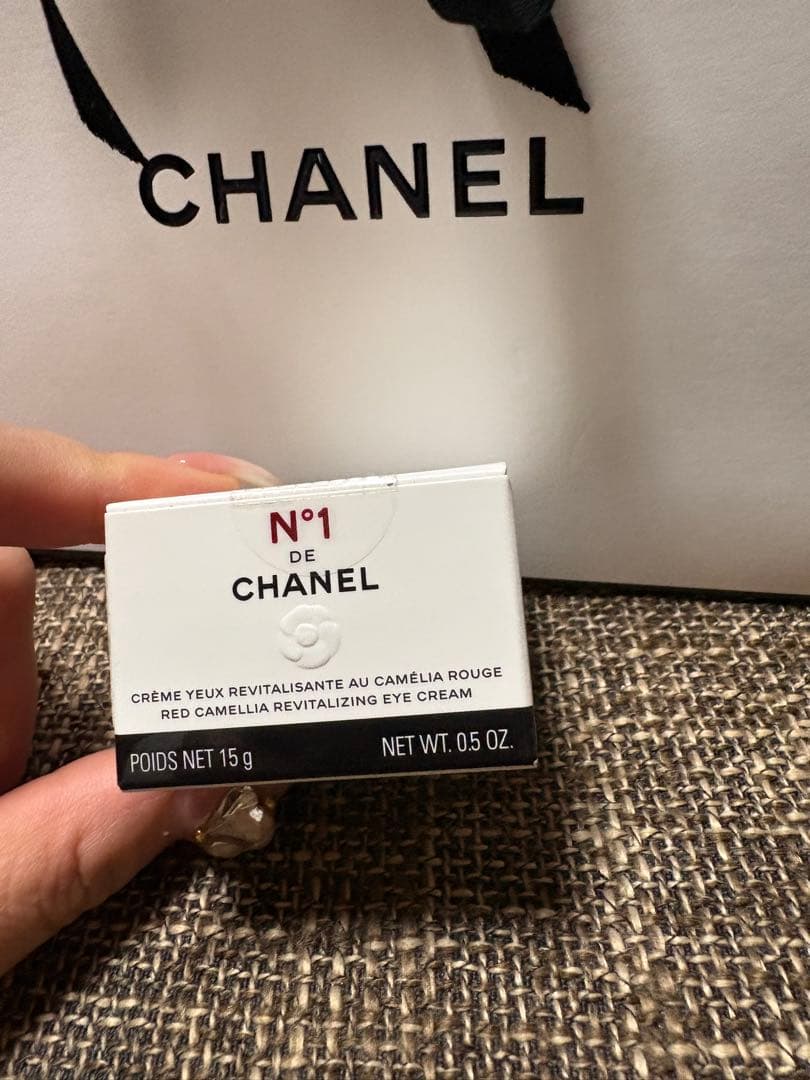 CHANEL
N°1
DE
CHANEL
CRÈME YEUX REVITALISANTE AU CAMÉLIA ROUGE
RED CAMELLIA REVITALIZING EYE CREAM
POIDS NET 15 g NET WT. 0.5 OZ.